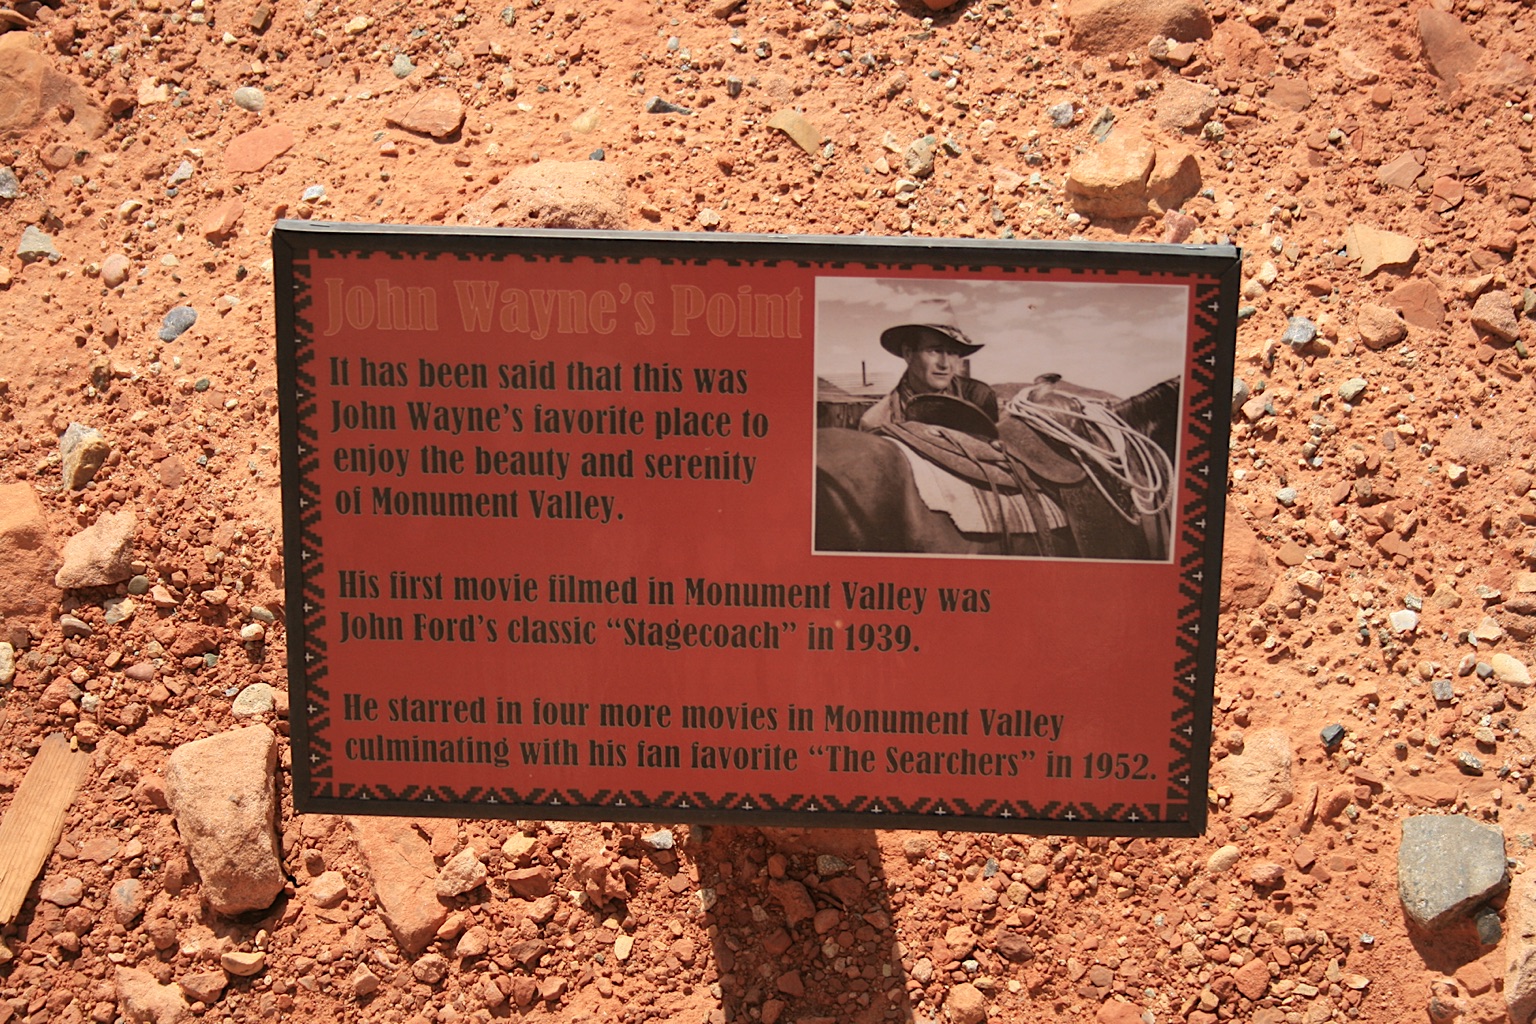 John Wayne's Point
It has been said that this was
John Wayne's favorite place to
enjoy the beauty and serenity
of Monument Valley.
His first movie filmed in Monument Valley was
John Ford's classic “Stagecoach” in 1939.
He starred in four more movies in Monument Valley
culminating with his fan favorite “The Searchers” in 1952.